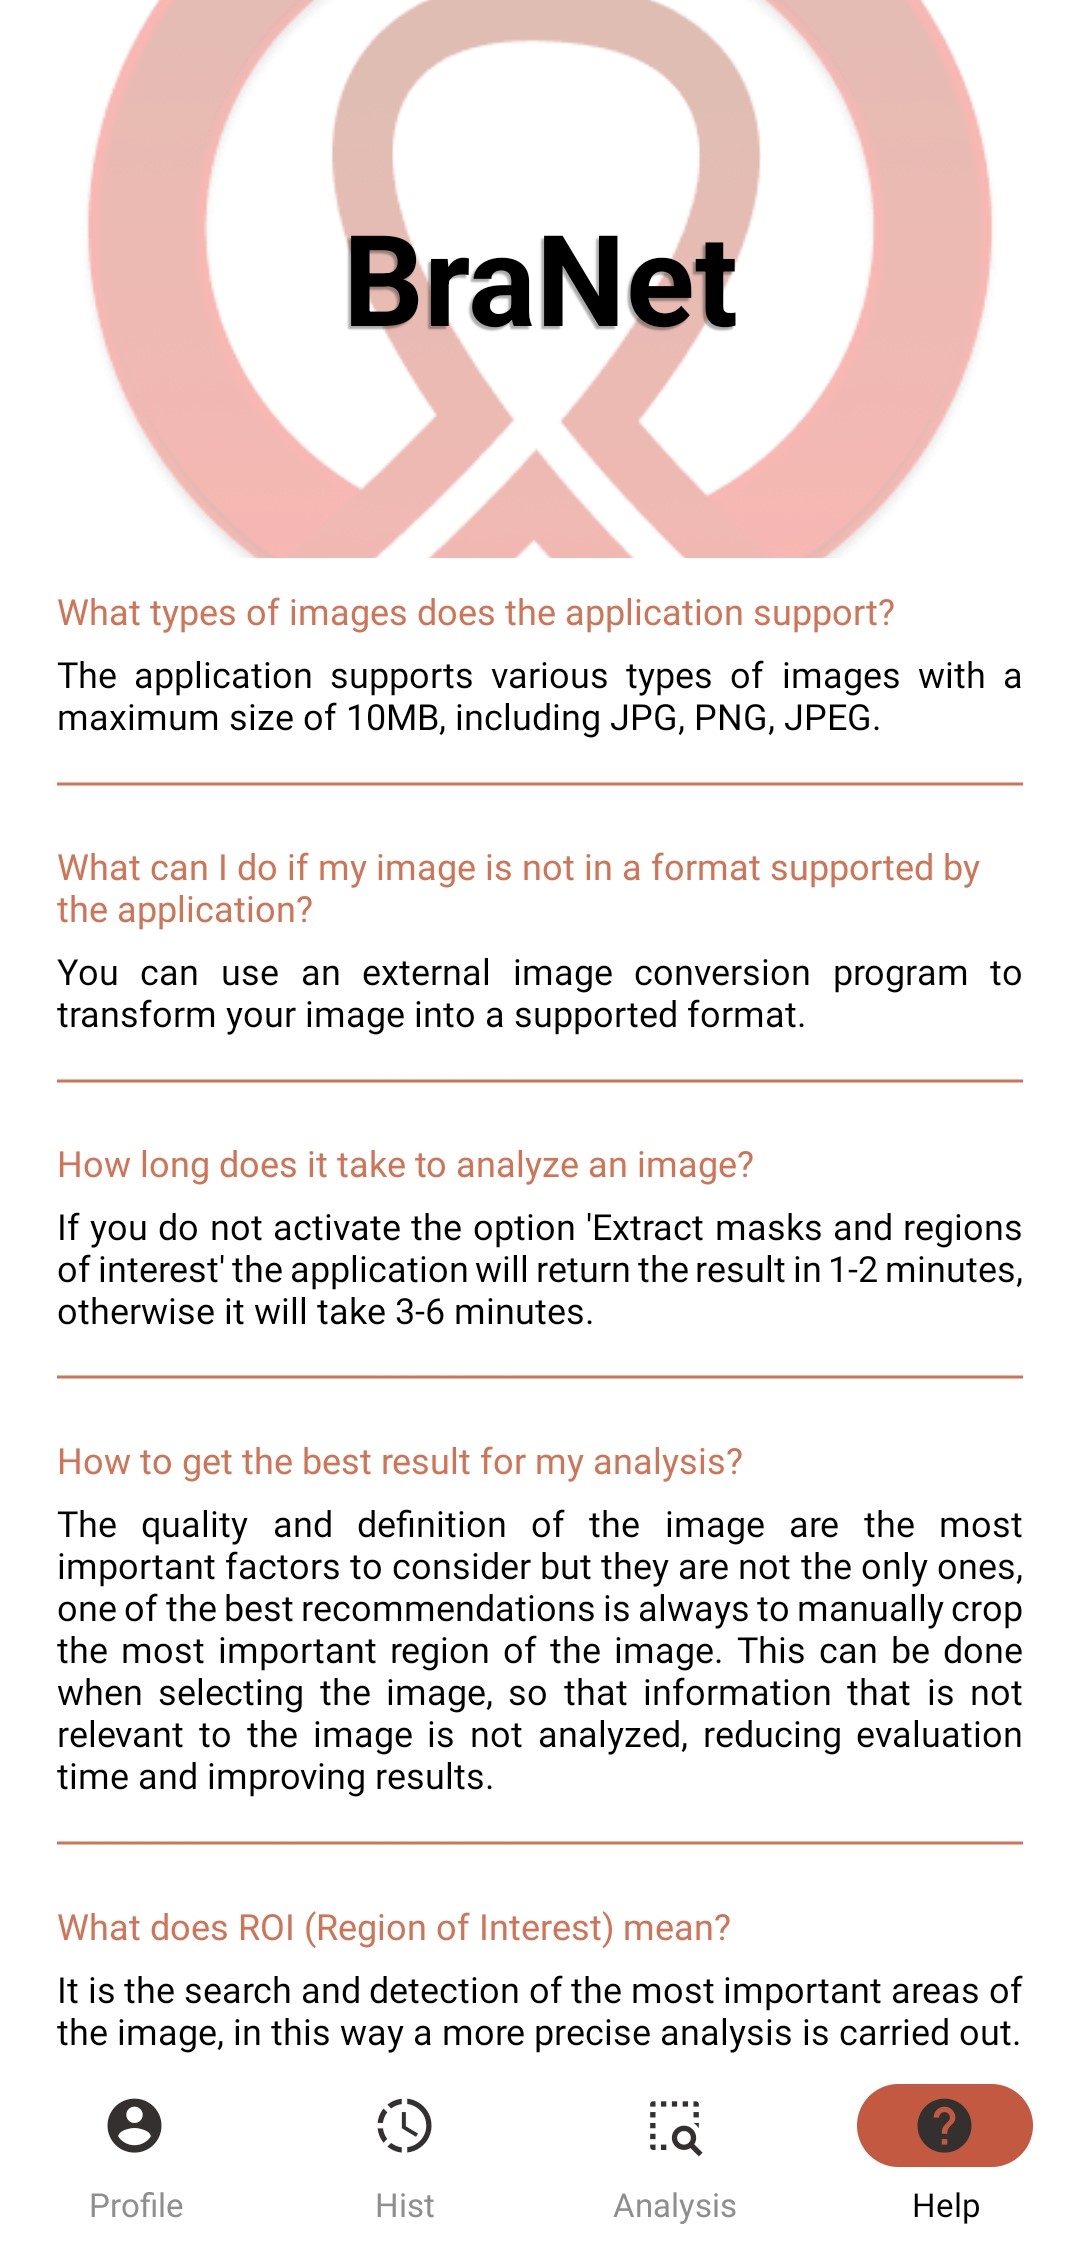 BraNet
What types of images does the application support?
The application supports various types of images with a
maximum size of 10MB, including JPG, PNG, JPEG.
What can I do if my image is not in a format supported by
the application?
You can use an external image conversion program to
transform your image into a supported format.
How long does it take to analyze an image?
If you do not activate the option 'Extract masks and regions
of interest' the application will return the result in 1-2 minutes,
otherwise it will take 3-6 minutes.
How to get the best result for my analysis?
The quality and definition of the image are the most
important factors to consider but they are not the only ones,
one of the best recommendations is always to manually crop
the most important region of the image. This can be done
when selecting the image, so that information that is not
relevant to the image is not analyzed, reducing evaluation
time and improving results.
What does ROI (Region of Interest) mean?
It is the search and detection of the most important areas of
the image, in this way a more precise analysis is carried out.
Profile Hist Analysis Help